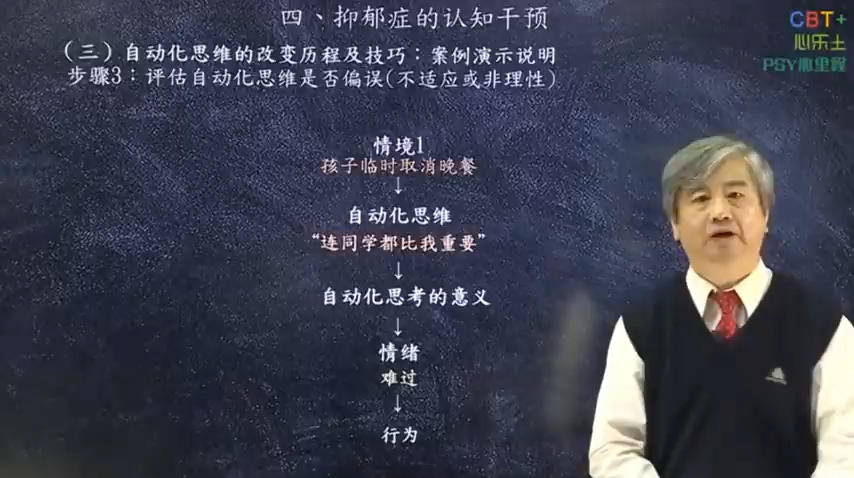 四、抑郁症的认知干预
CBT+
心乐土
PSY心里程
(三)自动化思维的改变历程及技巧：案例演示说明
步骤3：评估自动化思维是否偏误(不适应或非理性)
情境1
孩子临时取消晚餐
↓
自动化思维
“连同学都比我重要”
↓
自动化思考的意义
↓
情绪
难过
↓
行为